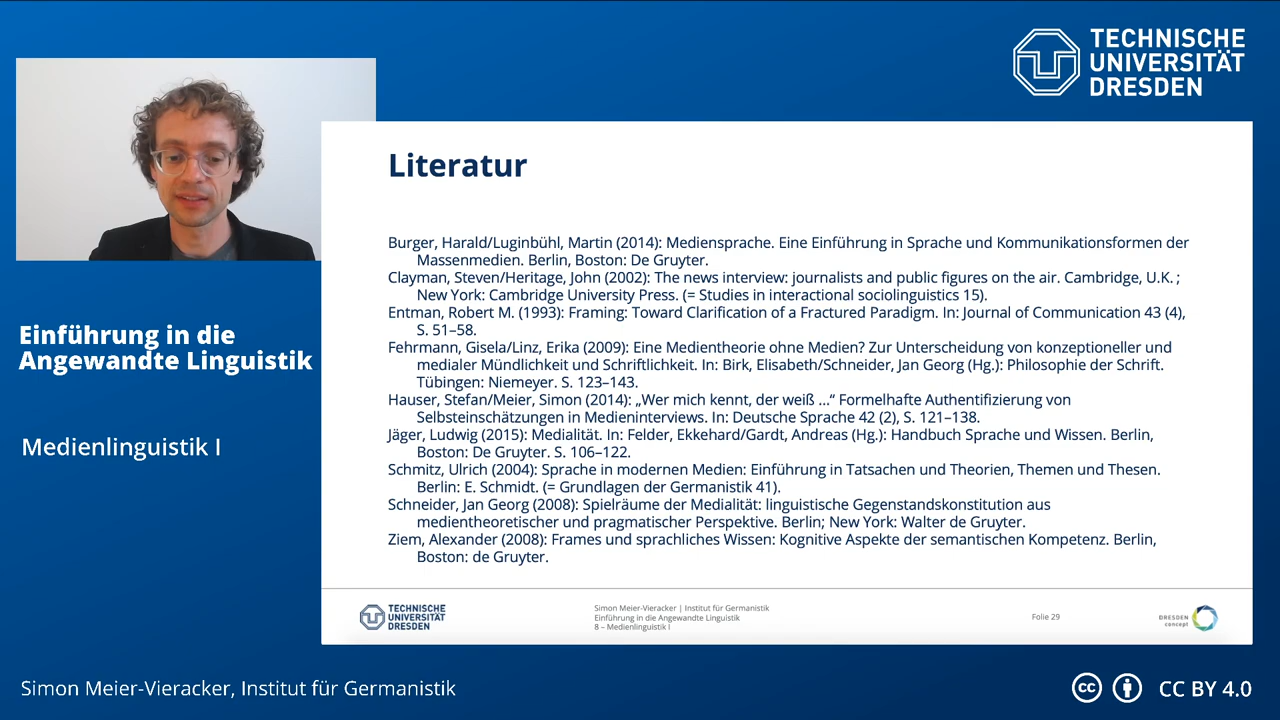 TECHNISCHE
UNIVERSITÄT
DRESDEN
Einführung in die
Angewandte Linguistik
Medienlinguistik I
Literatur
Burger, Harald/Luginbühl, Martin (2014): Mediensprache. Eine Einführung in Sprache und Kommunikationsformen der
Massenmedien. Berlin, Boston: De Gruyter.
Clayman, Steven/Heritage, John (2002): The news interview: journalists and public figures on the air. Cambridge, U.K. ;
New York: Cambridge University Press. (= Studies in interactional sociolinguistics 15).
Entman, Robert M. (1993): Framing: Toward Clarification of a Fractured Paradigm. In: Journal of Communication 43 (4),
S. 51–58.
Fehrmann, Gisela/Linz, Erika (2009): Eine Medientheorie ohne Medien? Zur Unterscheidung von konzeptioneller und
medialer Mündlichkeit und Schriftlichkeit. In: Birk, Elisabeth/Schneider, Jan Georg (Hg.): Philosophie der Schrift.
Tübingen: Niemeyer. S. 123–143.
Hauser, Stefan/Meier, Simon (2014): „Wer mich kennt, der weiß ...“ Formelhafte Authentifizierung von
Selbsteinschätzungen in Medieninterviews. In: Deutsche Sprache 42 (2), S. 121–138.
Jäger, Ludwig (2015): Medialität. In: Felder, Ekkehard/Gardt, Andreas (Hg.): Handbuch Sprache und Wissen. Berlin,
Boston: De Gruyter. S. 106–122.
Schmitz, Ulrich (2004): Sprache in modernen Medien: Einführung in Tatsachen und Theorien, Themen und Thesen.
Berlin: E. Schmidt. (= Grundlagen der Germanistik 41).
Schneider, Jan Georg (2008): Spielräume der Medialität: linguistische Gegenstandskonstitution aus
medientheoretischer und pragmatischer Perspektive. Berlin; New York: Walter de Gruyter.
Ziem, Alexander (2008): Frames und sprachliches Wissen: Kognitive Aspekte der semantischen Kompetenz. Berlin,
Boston: de Gruyter.
TECHNISCHE
UNIVERSITÄT
DRESDEN
Simon Meier-Vieracker | Institut für Germanistik
Einführung in die Angewandte Linguistik
8 – Medienlinguistik I
Folie 29
DRESDEN
concept
Simon Meier-Vieracker, Institut für Germanistik
cc CC BY 4.0